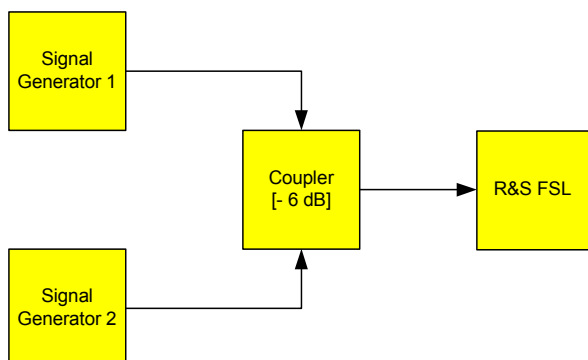 Signal
Generator 1
Coupler
[- 6 dB]
R&S FSL
Signal
Generator 2